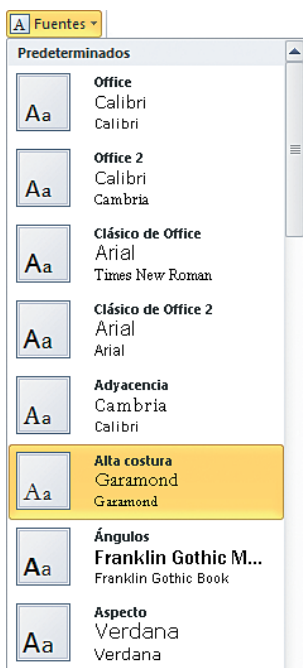 A Fuentes
Predeterminados
Aa
Office
Calibri
Calibri
Aa
Office 2
Calibri
Cambria
Aa
Clásico de Office
Arial
Times New Roman
Aa
Clásico de Office 2
Arial
Arial
Aa
Adyacencia
Cambria
Calibri
Aa
Alta costura
Garamond
Garamond
Aa
Ángulos
Franklin Gothic M...
Franklin Gothic Book
Aa
Aspecto
Verdana
Verdana